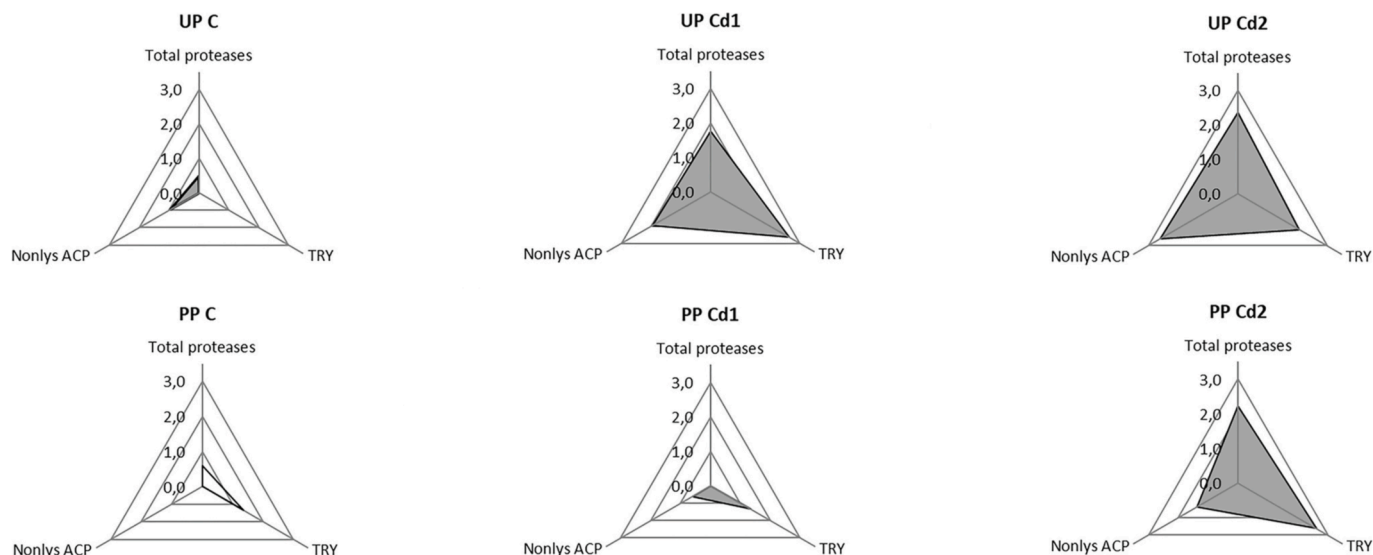 UP C
Total proteases
3,0
2,0
1,0
0,0
Nonlys ACP
TRY
UP Cd1
Total proteases
3,0
2,0
1,0
0,0
Nonlys ACP
TRY
UP Cd2
Total proteases
3,0
2,0
1,0
0,0
Nonlys ACP
TRY
PP C
Total proteases
3,0
2,0
1,0
0,0
Nonlys ACP
TRY
PP Cd1
Total proteases
3,0
2,0
1,0
0,0
Nonlys ACP
TRY
PP Cd2
Total proteases
3,0
2,0
1,0
0,0
Nonlys ACP
TRY